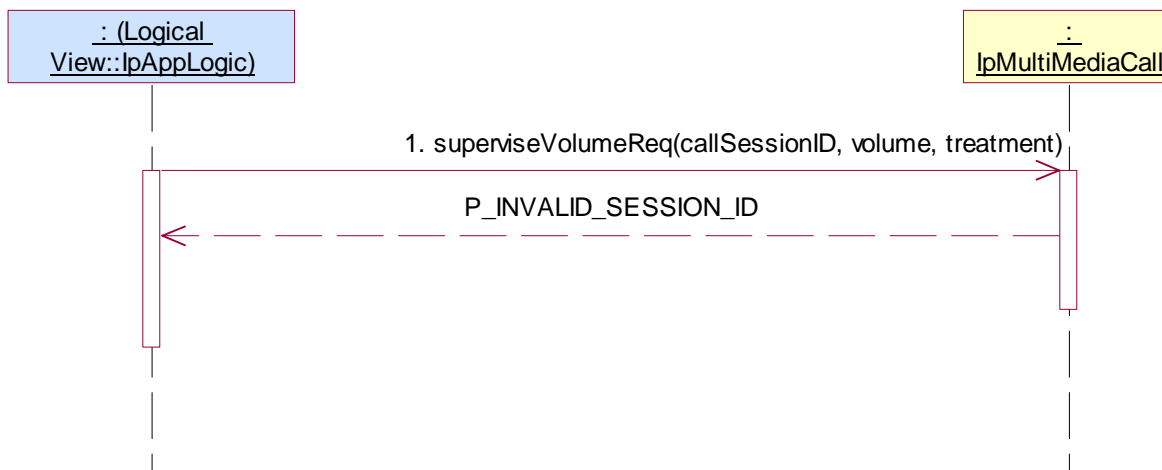 : (Logical
View::IpAppLogic)
:
IpMultiMediaCall
1. superviseVolumeReq(callSessionID, volume, treatment)
P_INVALID_SESSION_ID